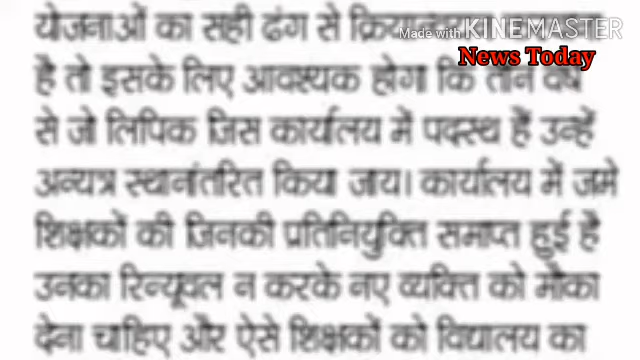 योजनाओं का सही ढंग से
Made with KINEMASTER
News Today
है तो इसके लिए आवश्यक होगा कि तीन वर्ष
से जो लिपिक जिस कार्यालय में पदस्थ हैं उन्हें
अन्यत्र स्थानांतरित किया जाय। कार्यालय में जमे
शिक्षकों की जिनकी प्रतिनियुक्ति समाप्त हुई है
उनका रिन्यूवल न करके नए व्यक्ति को मौका
देना चाहिए और ऐसे शिक्षकों को विद्यालय का